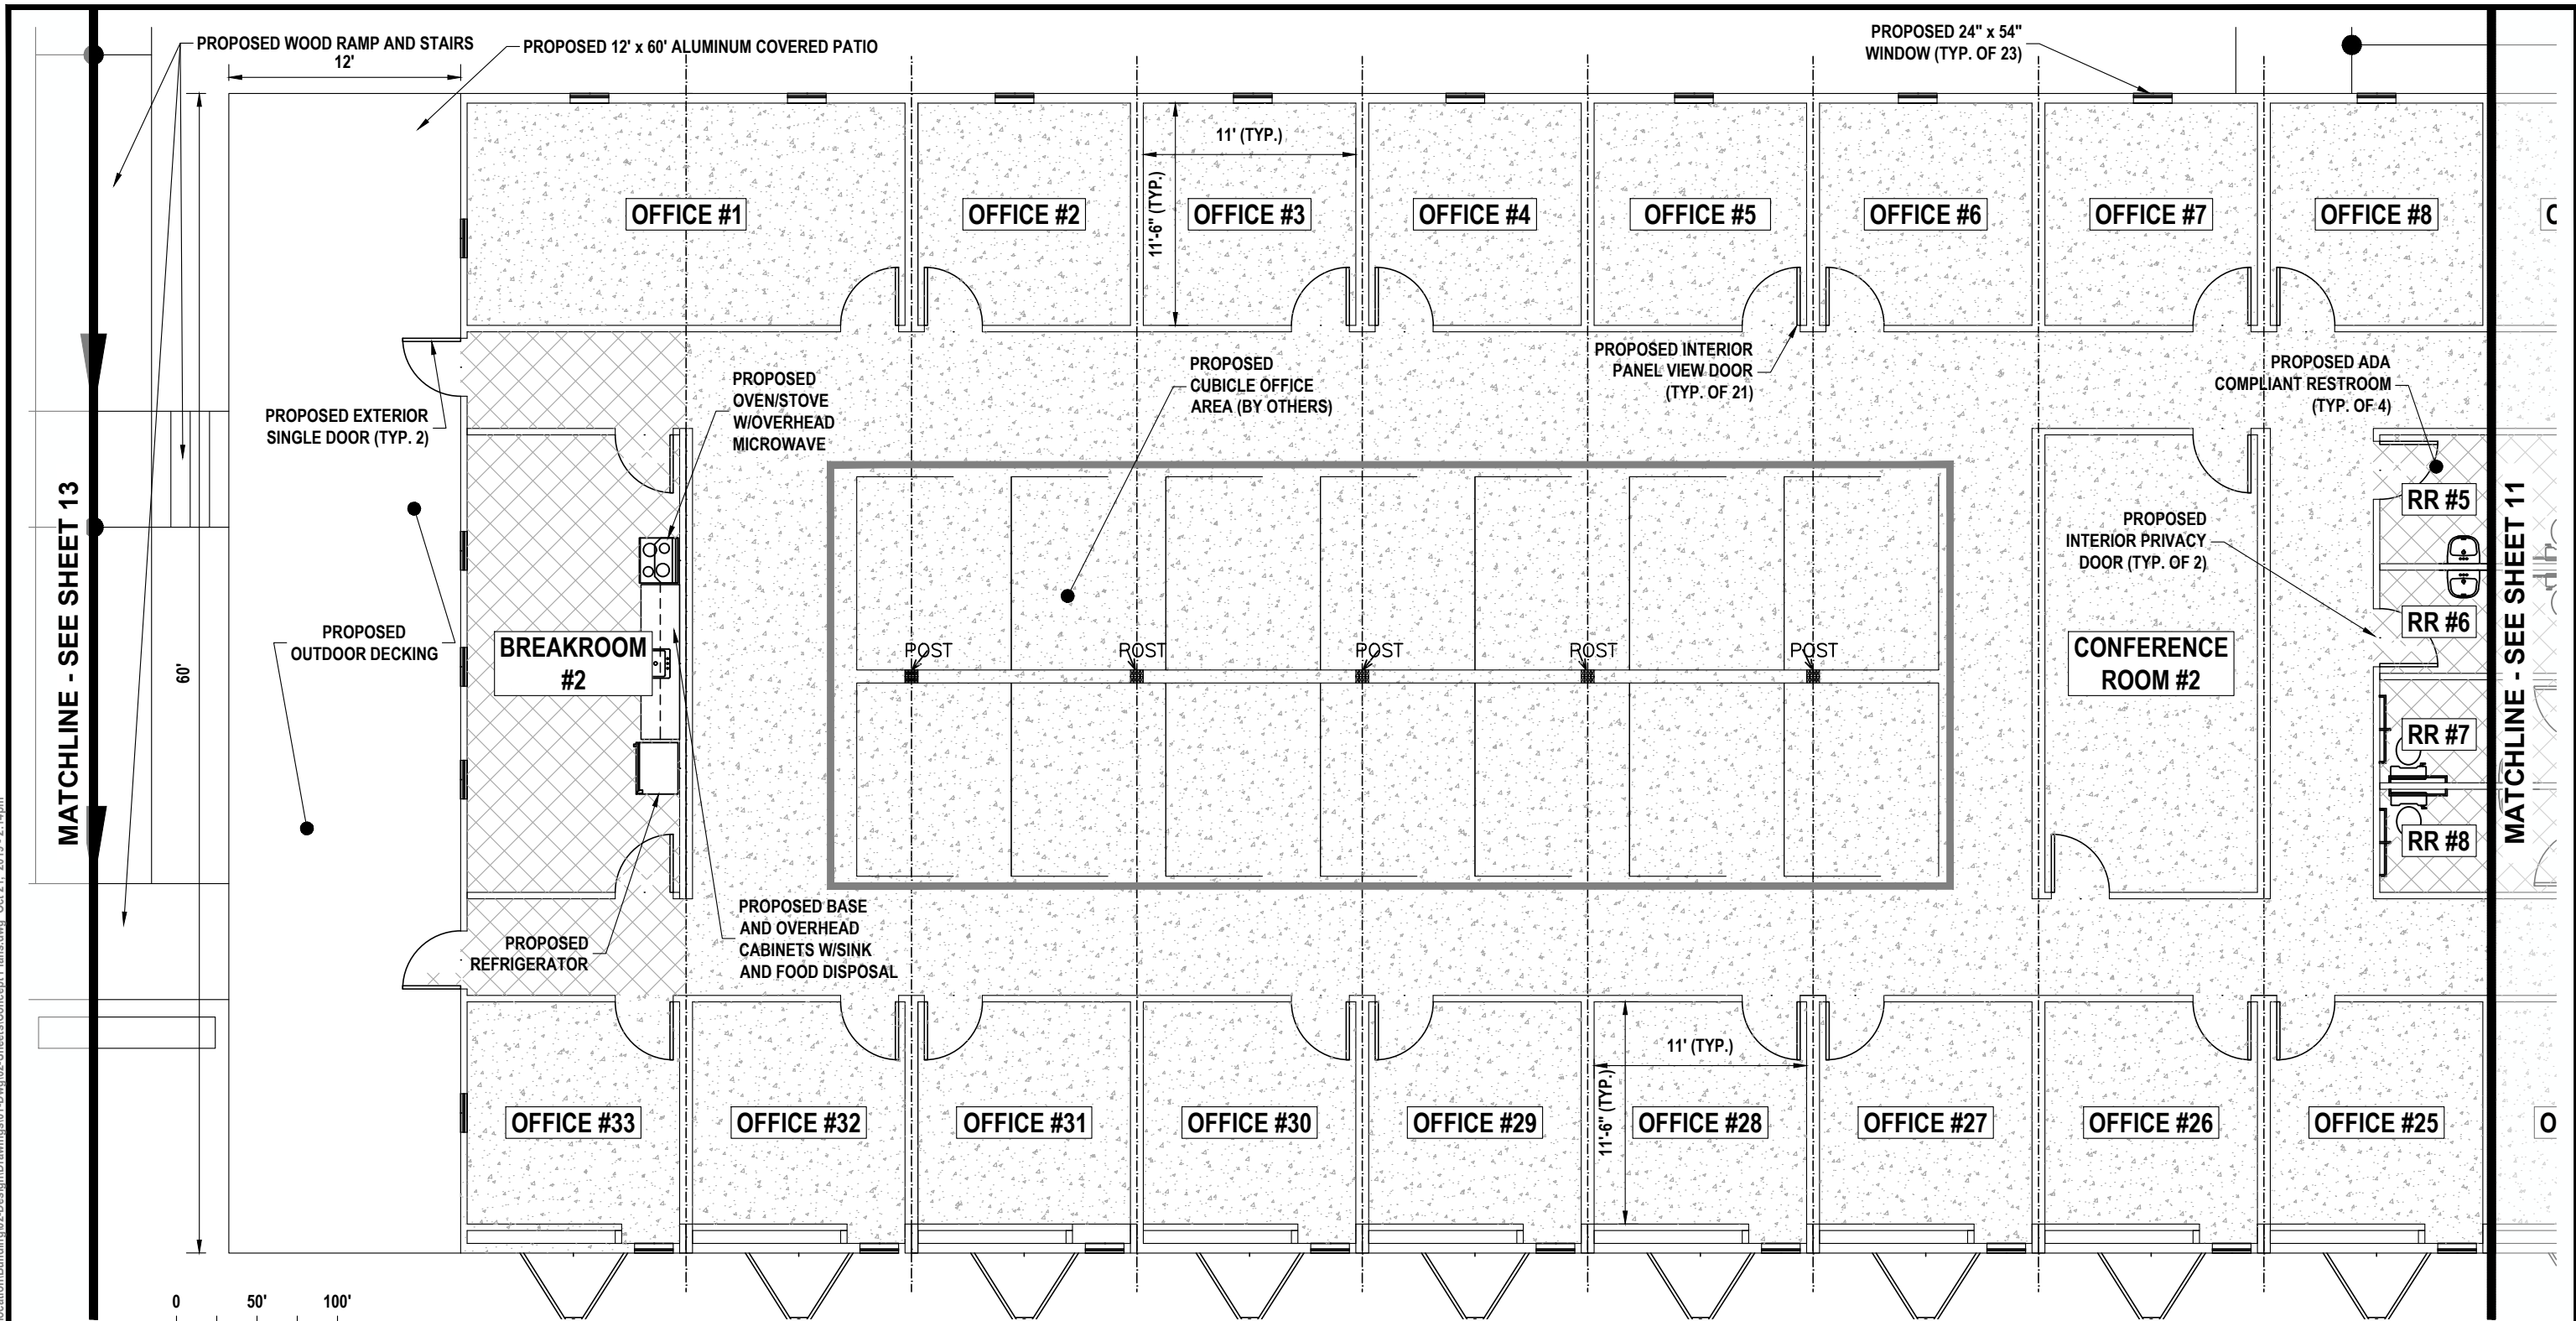 PROPOSED WOOD RAMP AND STAIRS
12'
PROPOSED 12' x 60' ALUMINUM COVERED PATIO
PROPOSED 24" x 54"
WINDOW (TYP. OF 23)
11' (TYP.)
11'-6" (TYP.)
OFFICE #1
OFFICE #2
OFFICE #3
OFFICE #4
OFFICE #5
OFFICE #6
OFFICE #7
OFFICE #8
PROPOSED EXTERIOR
SINGLE DOOR (TYP. 2)
PROPOSED
OVEN/STOVE
W/OVERHEAD
MICROWAVE
PROPOSED
CUBICLE OFFICE
AREA (BY OTHERS)
PROPOSED INTERIOR
PANEL VIEW DOOR
(TYP. OF 21)
PROPOSED ADA
COMPLIANT RESTROOM
(TYP. OF 4)
MATCHLINE - SEE SHEET 13
60'
PROPOSED
OUTDOOR DECKING
BREAKROOM
#2
POST
POST
POST
POST
POST
PROPOSED
INTERIOR PRIVACY
DOOR (TYP. OF 2)
CONFERENCE
ROOM #2
RR #5
RR #6
RR #7
RR #8
MATCHLINE - SEE SHEET 11
PROPOSED
REFRIGERATOR
PROPOSED BASE
AND OVERHEAD
CABINETS W/SINK
AND FOOD DISPOSAL
11' (TYP.)
11'-6" (TYP.)
OFFICE #33
OFFICE #32
OFFICE #31
OFFICE #30
OFFICE #29
OFFICE #28
OFFICE #27
OFFICE #26
OFFICE #25
O
0
50'
100'